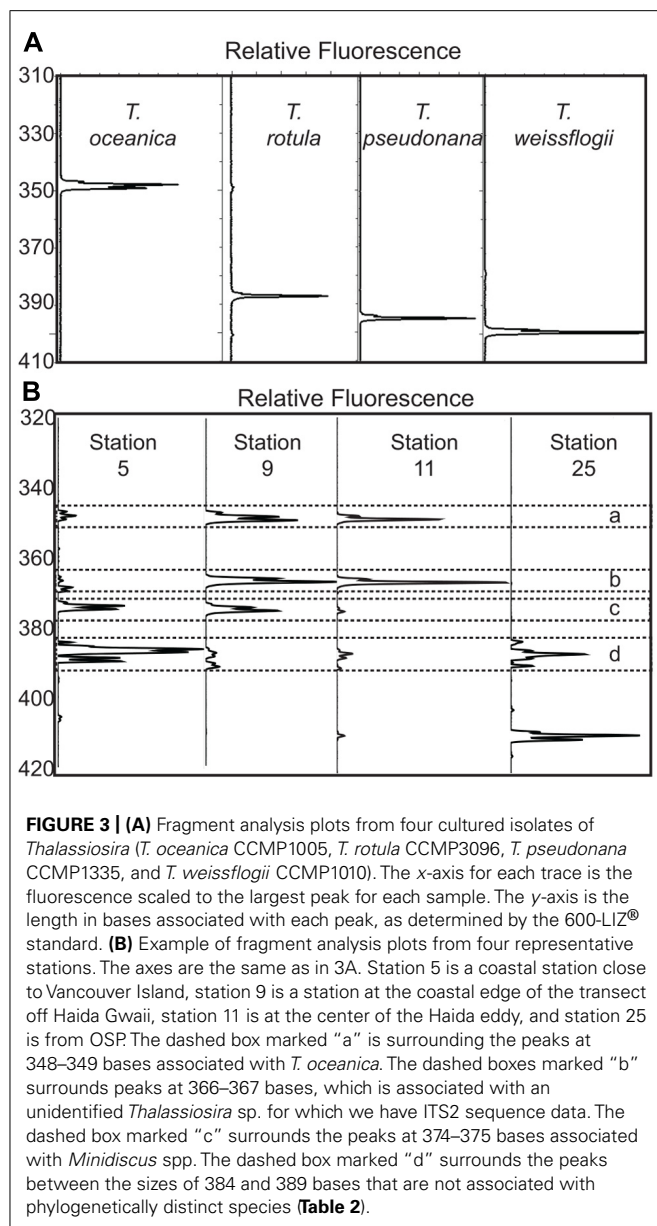 A
Relative Fluorescence
310
330
350
370
390
410
T.
oceanica
T.
rotula
T.
pseudonana
T.
weissflogii
B
Relative Fluorescence
320
340
360
380
400
420
Station
5
Station
9
Station
11
Station
25
a
b
c
d
FIGURE 3 | (A) Fragment analysis plots from four cultured isolates of
Thalassiosira (T. oceanica CCMP1005, T. rotula CCMP3096, T. pseudonana
CCMP1335, and T. weissflogii CCMP1010). The x-axis for each trace is the
fluorescence scaled to the largest peak for each sample. The y-axis is the
length in bases associated with each peak, as determined by the 600-LIZ®
standard. (B) Example of fragment analysis plots from four representative
stations. The axes are the same as in 3A. Station 5 is a coastal station close
to Vancouver Island, station 9 is a station at the coastal edge of the transect
off Haida Gwaii, station 11 is at the center of the Haida eddy, and station 25
is from OSP. The dashed box marked “a” is surrounding the peaks at
348–349 bases associated with T. oceanica. The dashed boxes marked “b”
surrounds peaks at 366–367 bases, which is associated with an
unidentified Thalassiosira sp. for which we have ITS2 sequence data. The
dashed box marked “c” surrounds the peaks at 374–375 bases associated
with Minidiscus spp. The dashed box marked “d” surrounds the peaks
between the sizes of 384 and 389 bases that are not associated with
phylogenetically distinct species (Table 2).